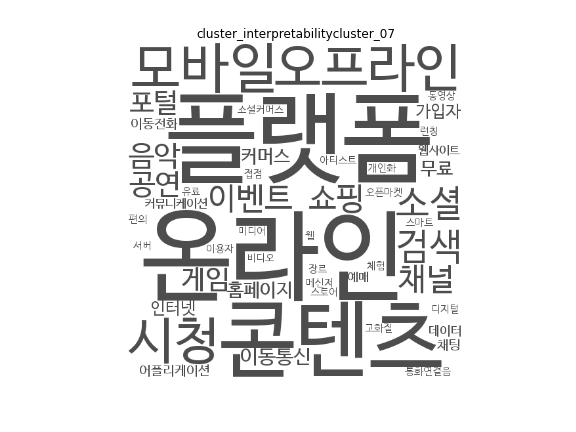 cluster_interpretabilitycluster_07
모바일 오프라인
포털 소셜커머스 동영상
이동전화 플랫폼 가입자
런칭
음악 커머스 아티스트 웹사이트
공연 접점 개인화 무료
유료 이벤트 쇼핑 오픈마켓 소셜
커뮤니케이션
편의 온라인 스마트
미디어 웹 검색
서버 이용자 비디오
게임 장르 체험 채널
홈페이지 메신저 예매
스토어
인터넷 콘텐츠 디지털
시청 고화질 데이터
이동통신 채팅
어플리케이션 통화연결음